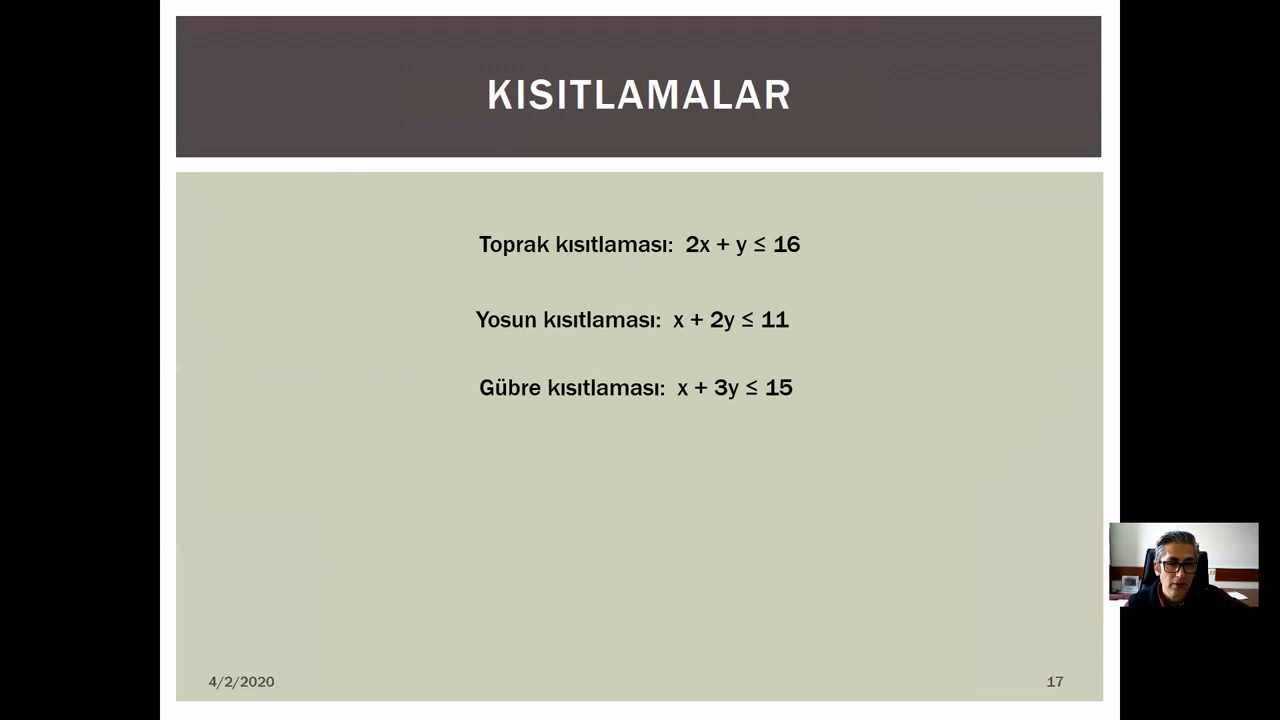 KISITLAMALAR
Toprak kısıtlaması: 2x + y ≤ 16
Yosun kısıtlaması: x + 2y ≤ 11
Gübre kısıtlaması: x + 3y ≤ 15
4/2/2020
17